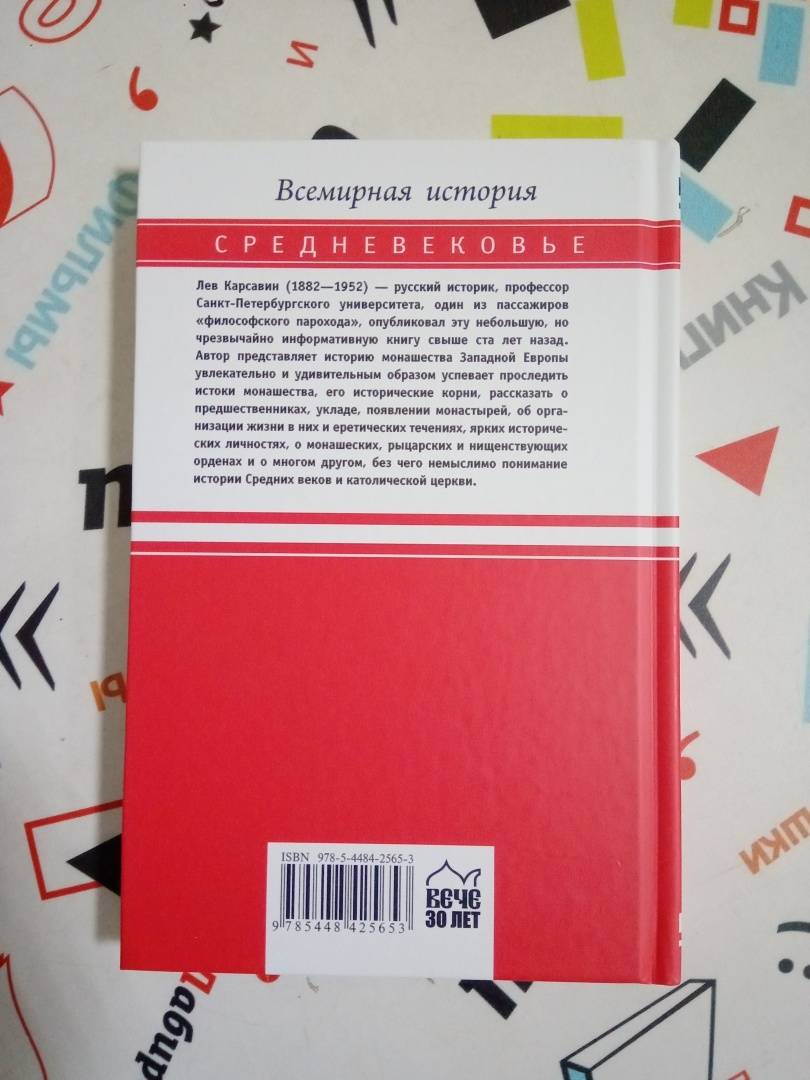 Всемирная история
СРЕДНЕВЕКОВЬЕ
Лев Карсавин (1882—1952) — русский историк, профессор
Санкт-Петербургского университета, один из пассажиров
«философского парохода», опубликовал эту небольшую, но
чрезвычайно информативную книгу свыше ста лет назад.
Автор представляет историю монашества Западной Европы
увлекательно и удивительным образом успевает проследить
истоки монашества, его исторические корни, рассказать о
предшественниках, укладе, появлении монастырей, об орга-
низации жизни в них и еретических течениях, ярких историче-
ских личностях, о монашеских, рыцарских и нищенствующих
орденах и о многом другом, без чего немыслимо понимание
истории Средних веков и католической церкви.
ISBN 978-5-4484-2565-3
9 785448 425653
ВЕЧЕ
30 ЛЕТ